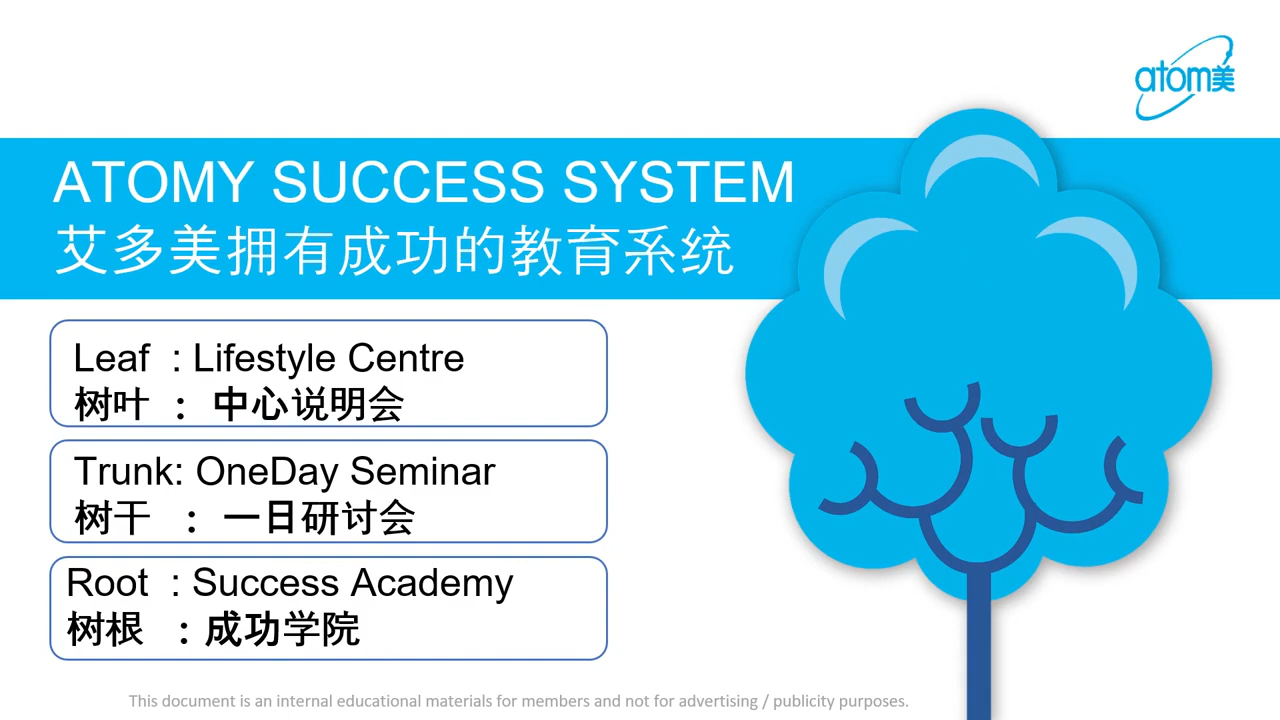 atom美
ATOMY SUCCESS SYSTEM
艾多美拥有成功的教育系统
Leaf : Lifestyle Centre
树叶 : 中心说明会
Trunk: OneDay Seminar
树干 : 一日研讨会
Root : Success Academy
树根 : 成功学院
This document is an internal educational materials for members and not for advertising / publicity purposes.